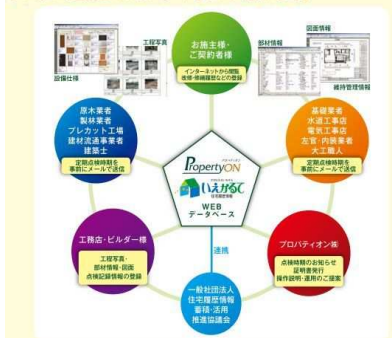 図面情報
工程写真
部材情報
設備仕様
維持管理情報
お施主様・
ご契約者様
インターネットから閲覧
改修・修繕履歴などの登録
原木業者
製林業者
プレカット工場
建材流通事業者
建築士
定期点検時期を
事前にメールで送信
基礎業者
水道工事店
電気工事店
左官・内装業者
大工職人
定期点検時期を
事前にメールで送信
PropertyON
いえかるて
住宅履歴情報
WEB
データベース
工務店・ビルダー様
工程写真・
部材情報・図面
点検記録情報の登録
連携
プロパティオン㈱
点検時期のお知らせ
証明書発行
操作説明・運用のご提案
一般社団法人
住宅履歴情報
蓄積・活用
推進協議会